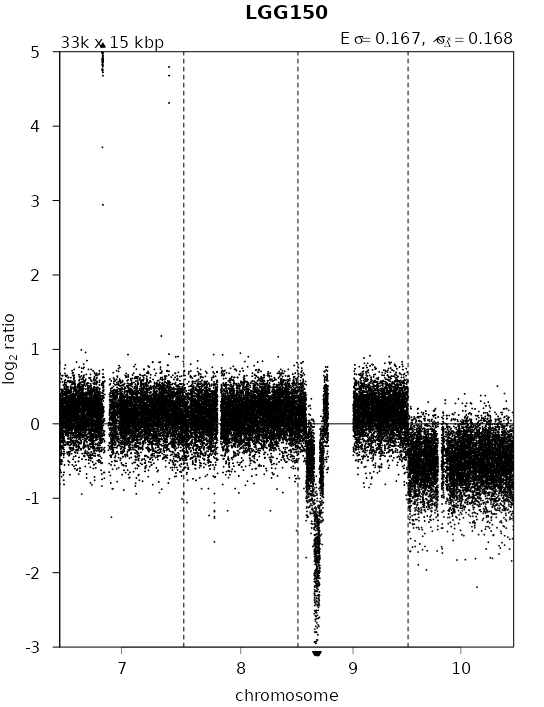 LGG150
33k x 15 kbp
E σ = 0.167, σ̂Δ* = 0.168
5
4
3
2
1
0
-1
-2
-3
log2 ratio
7 8 9 10
chromosome